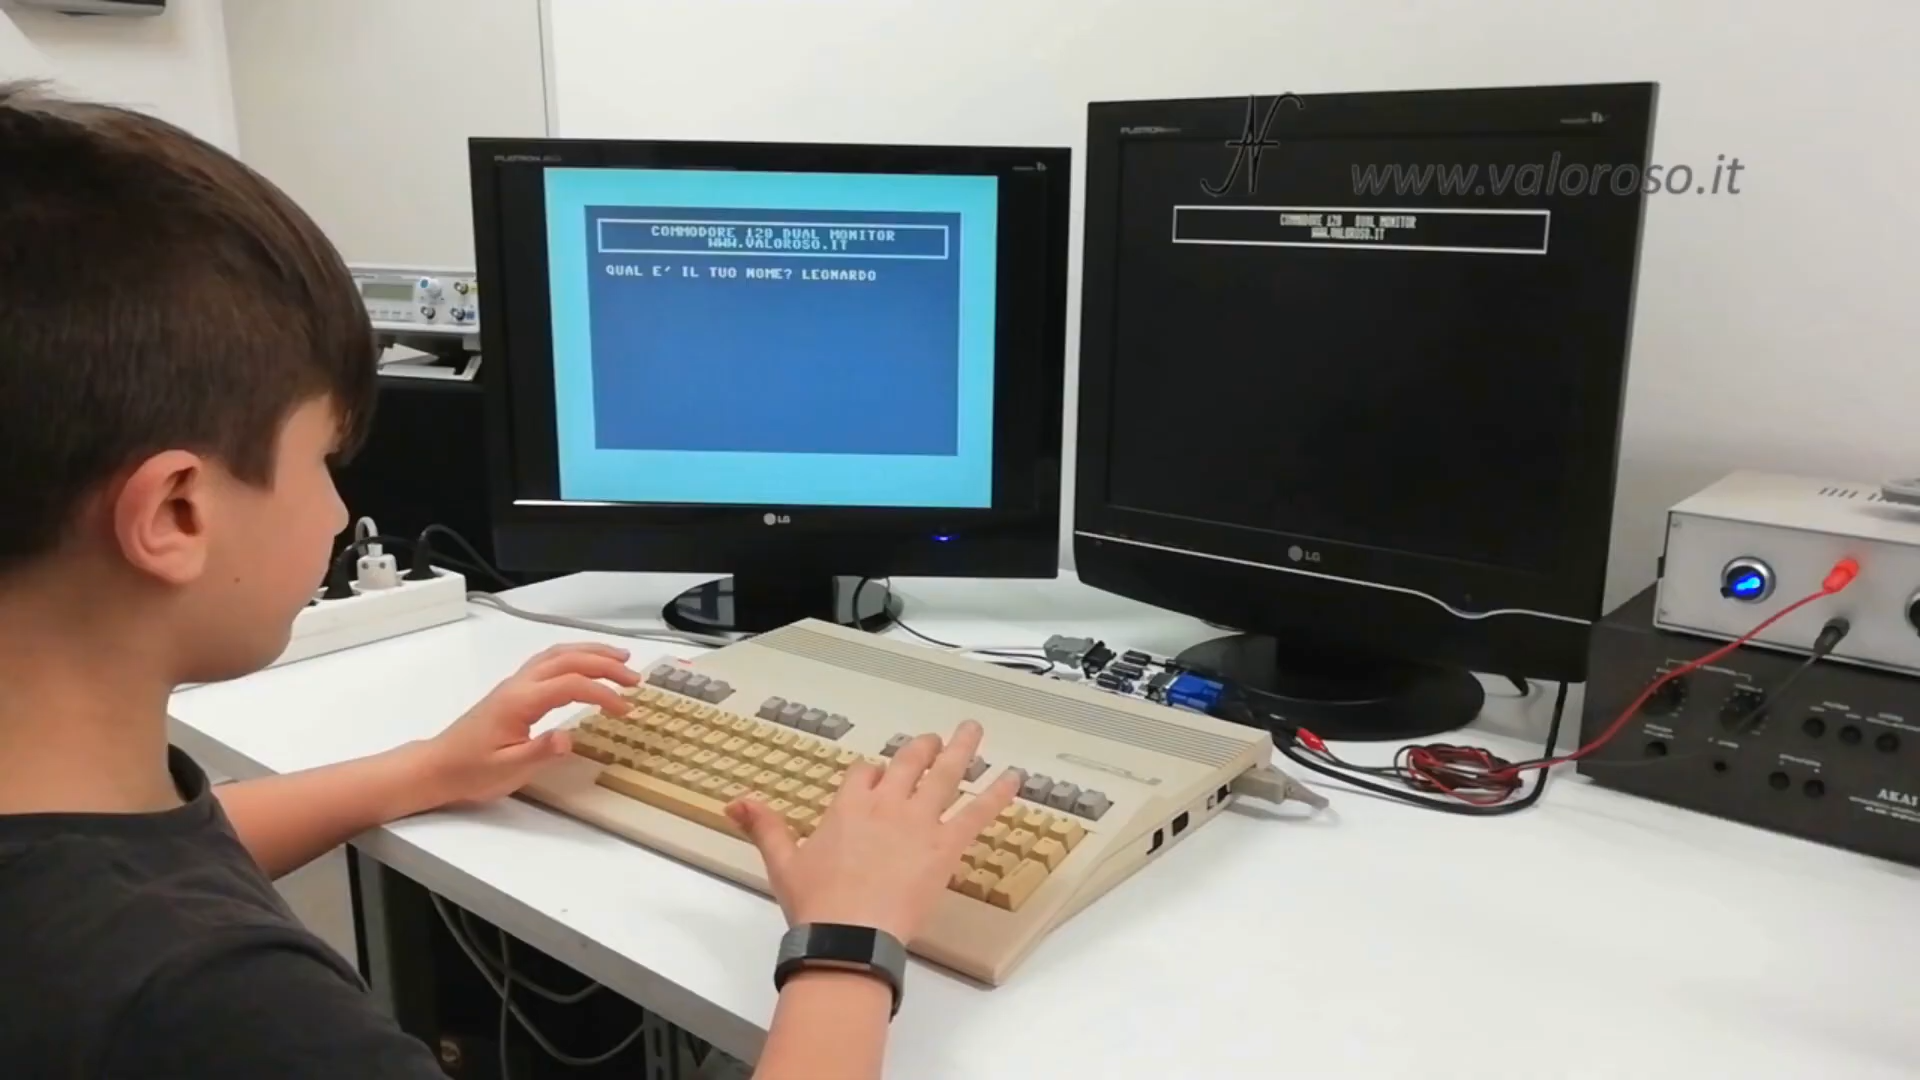 COMMODORE 128 DUAL MONITOR
WWW.VALOROSO.IT
QUAL E' IL TUO NOME? LEONARDO
LG
FLATRON
COMMODORE 128 DUAL MONITOR
WWW.VALOROSO.IT
LG
www.valoroso.it
AKAI